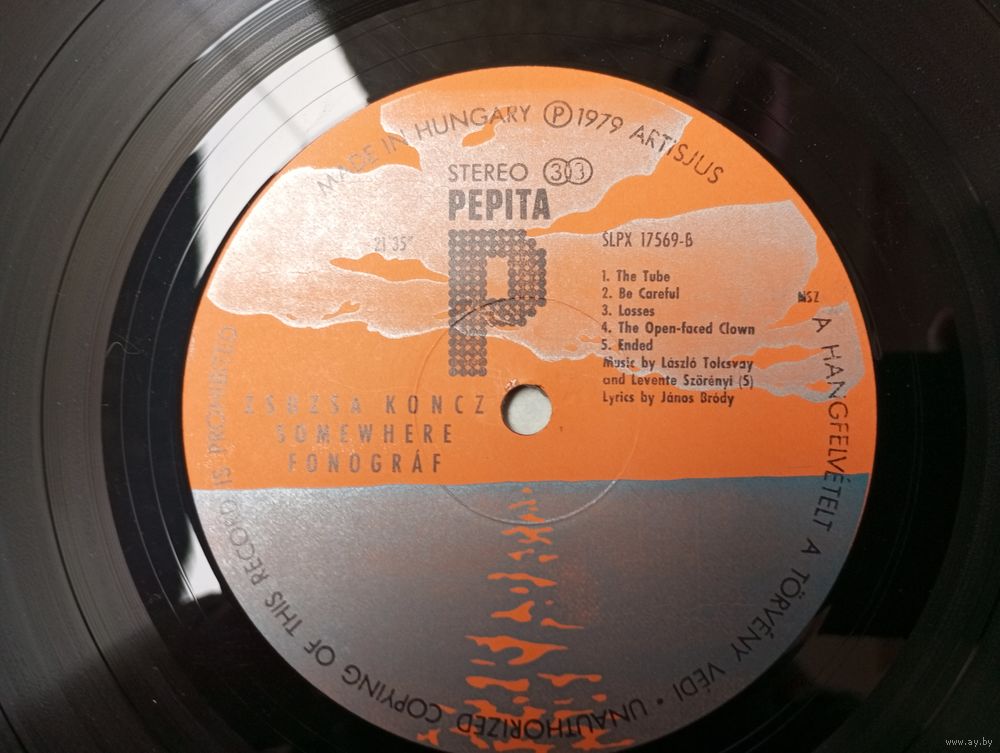 MADE IN HUNGARY Ⓟ 1979 ARTISJUS
STEREO 33
PEPITA
21'35"
SLPX 17569-B
1. The Tube
2. Be Careful
3. Losses
4. The Open-faced Clown
5. Ended
Music by László Tolcsvay
and Levente Szörényi (5)
Lyrics by János Bródy
NSZ
ZSUZSA KONCZ
SOMEWHERE
FONOGRÁF
A HANGFELVÉTELT A TÖRVÉNY VÉDI • UNAUTHORIZED COPYING OF THIS RECORD IS PROHIBITED
www.ay.by